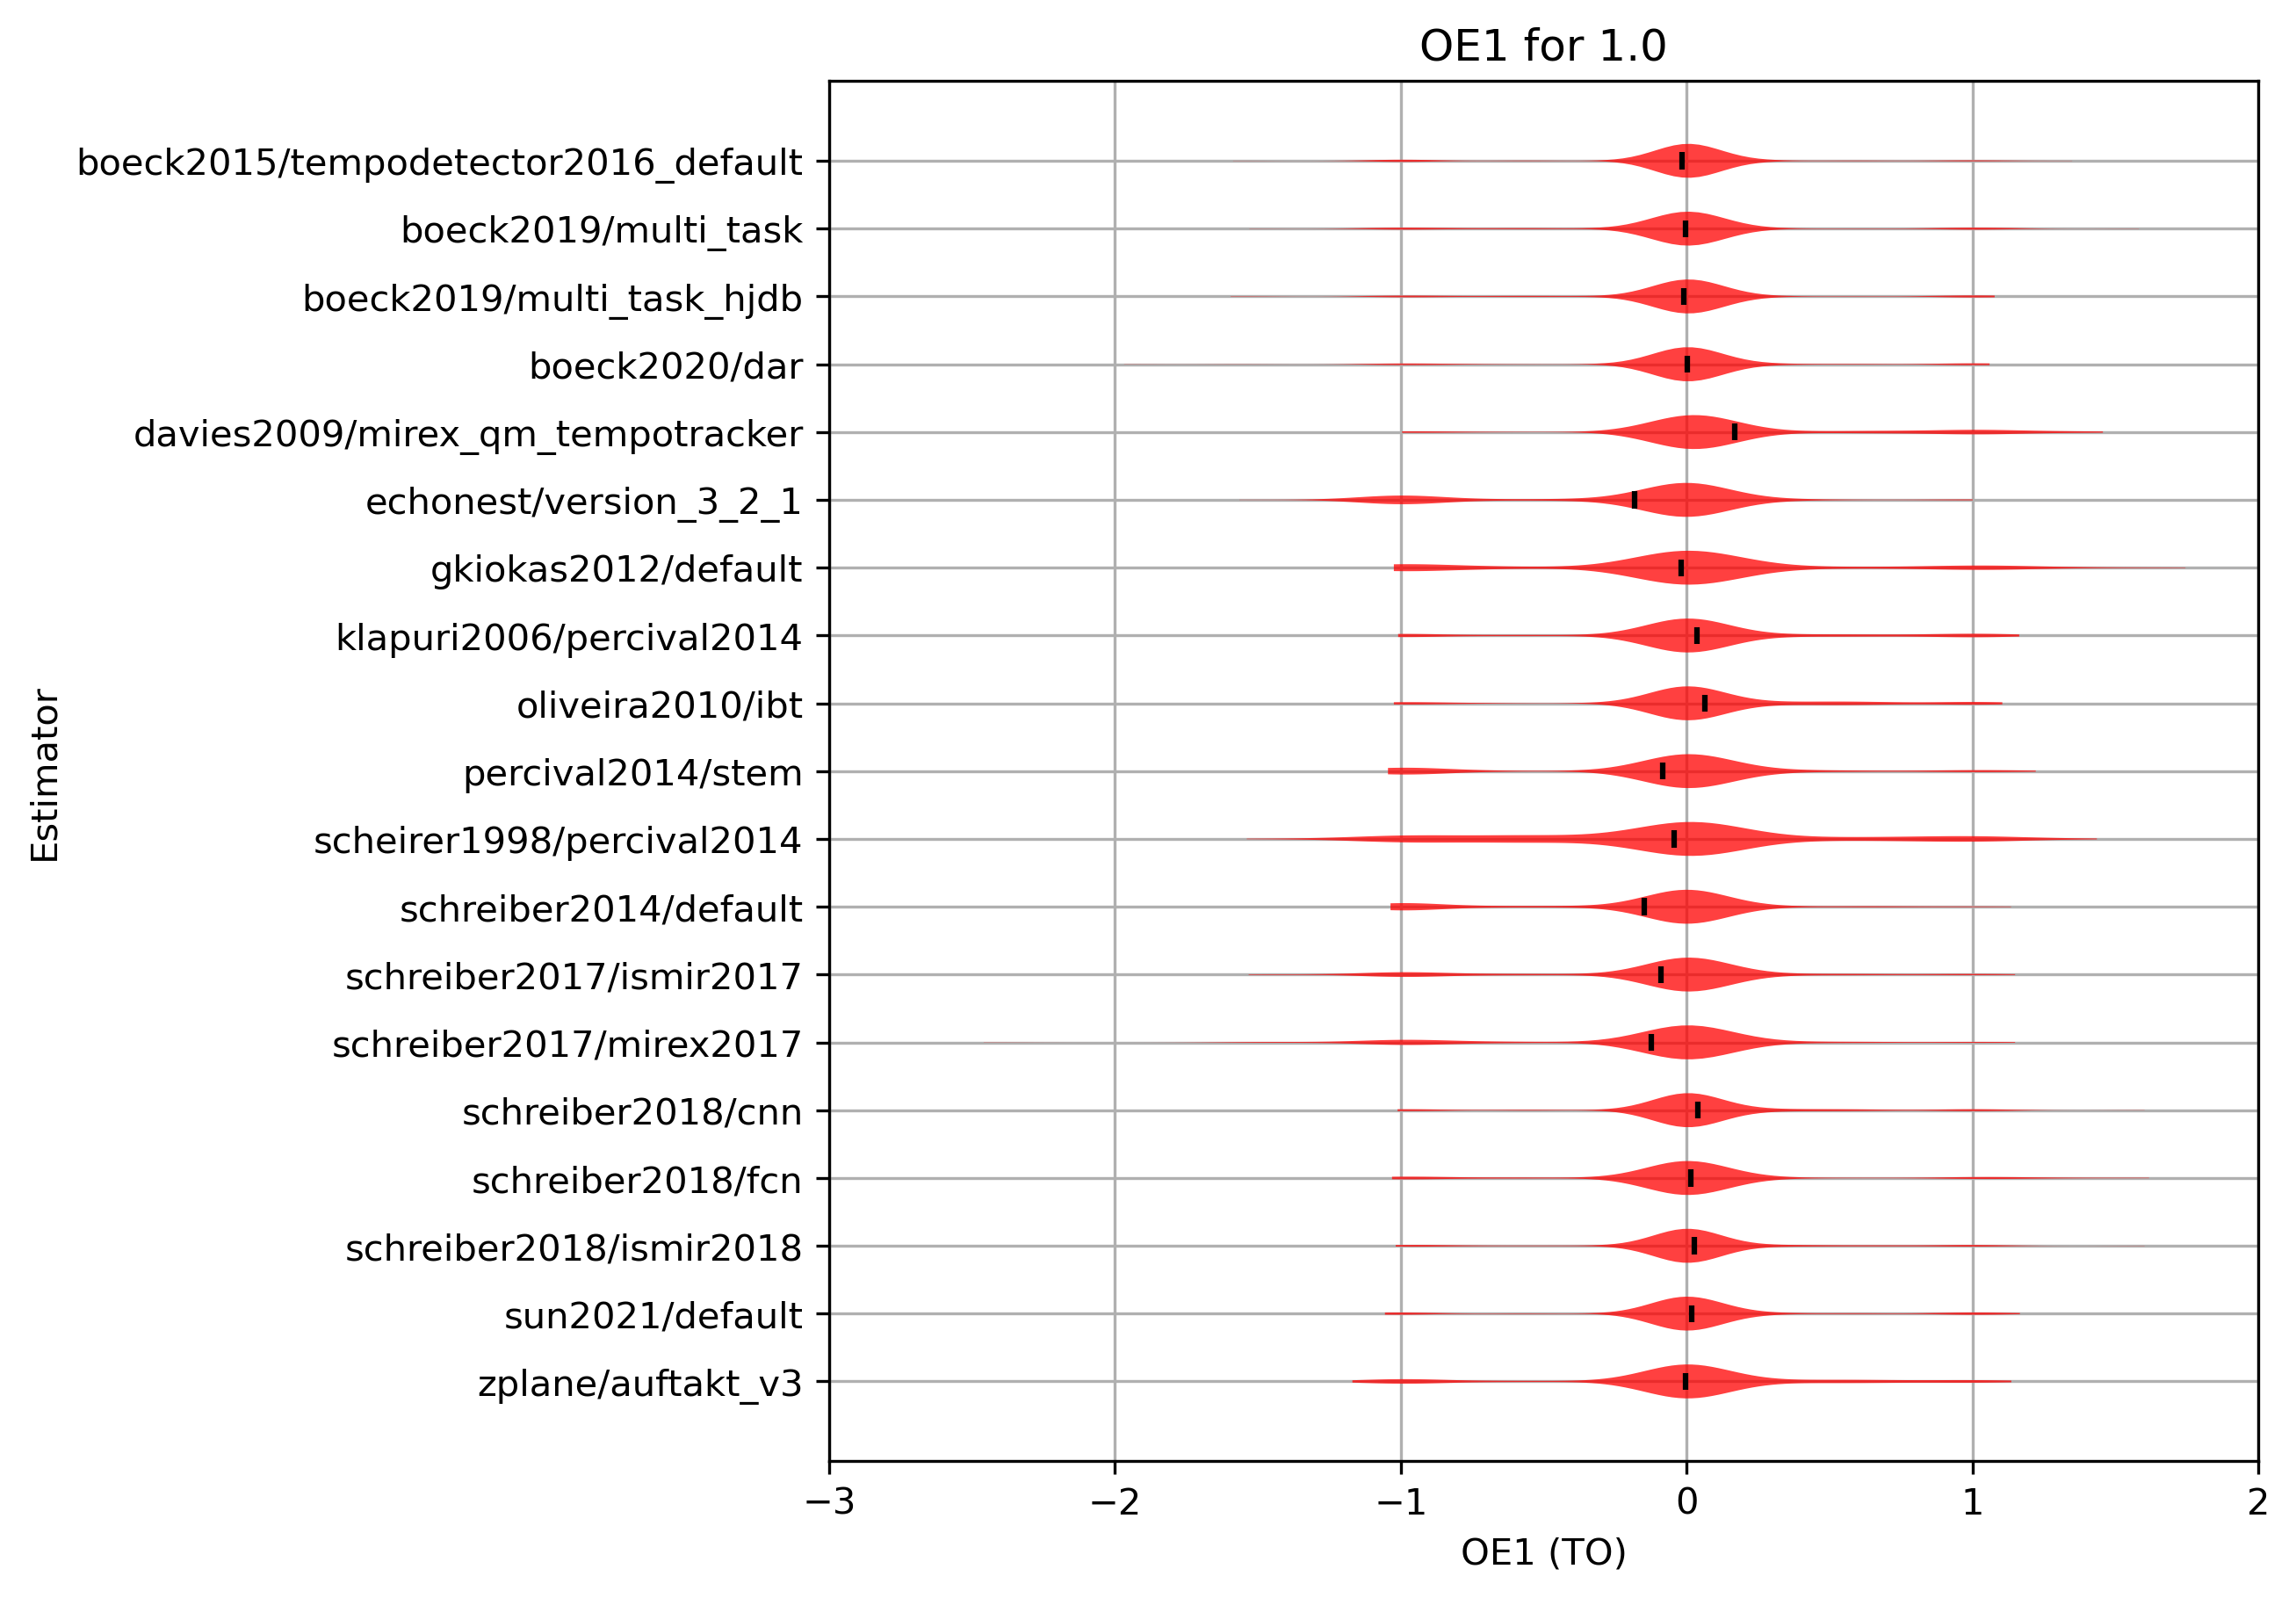 OE1 for 1.0
boeck2015/tempodetector2016_default
boeck2019/multi_task
boeck2019/multi_task_hjdb
boeck2020/dar
davies2009/mirex_qm_tempotracker
echonest/version_3_2_1
gkiokas2012/default
klapuri2006/percival2014
oliveira2010/ibt
percival2014/stem
scheirer1998/percival2014
schreiber2014/default
schreiber2017/ismir2017
schreiber2017/mirex2017
schreiber2018/cnn
schreiber2018/fcn
schreiber2018/ismir2018
sun2021/default
zplane/auftakt_v3
Estimator
−3 −2 −1 0 1 2
OE1 (TO)